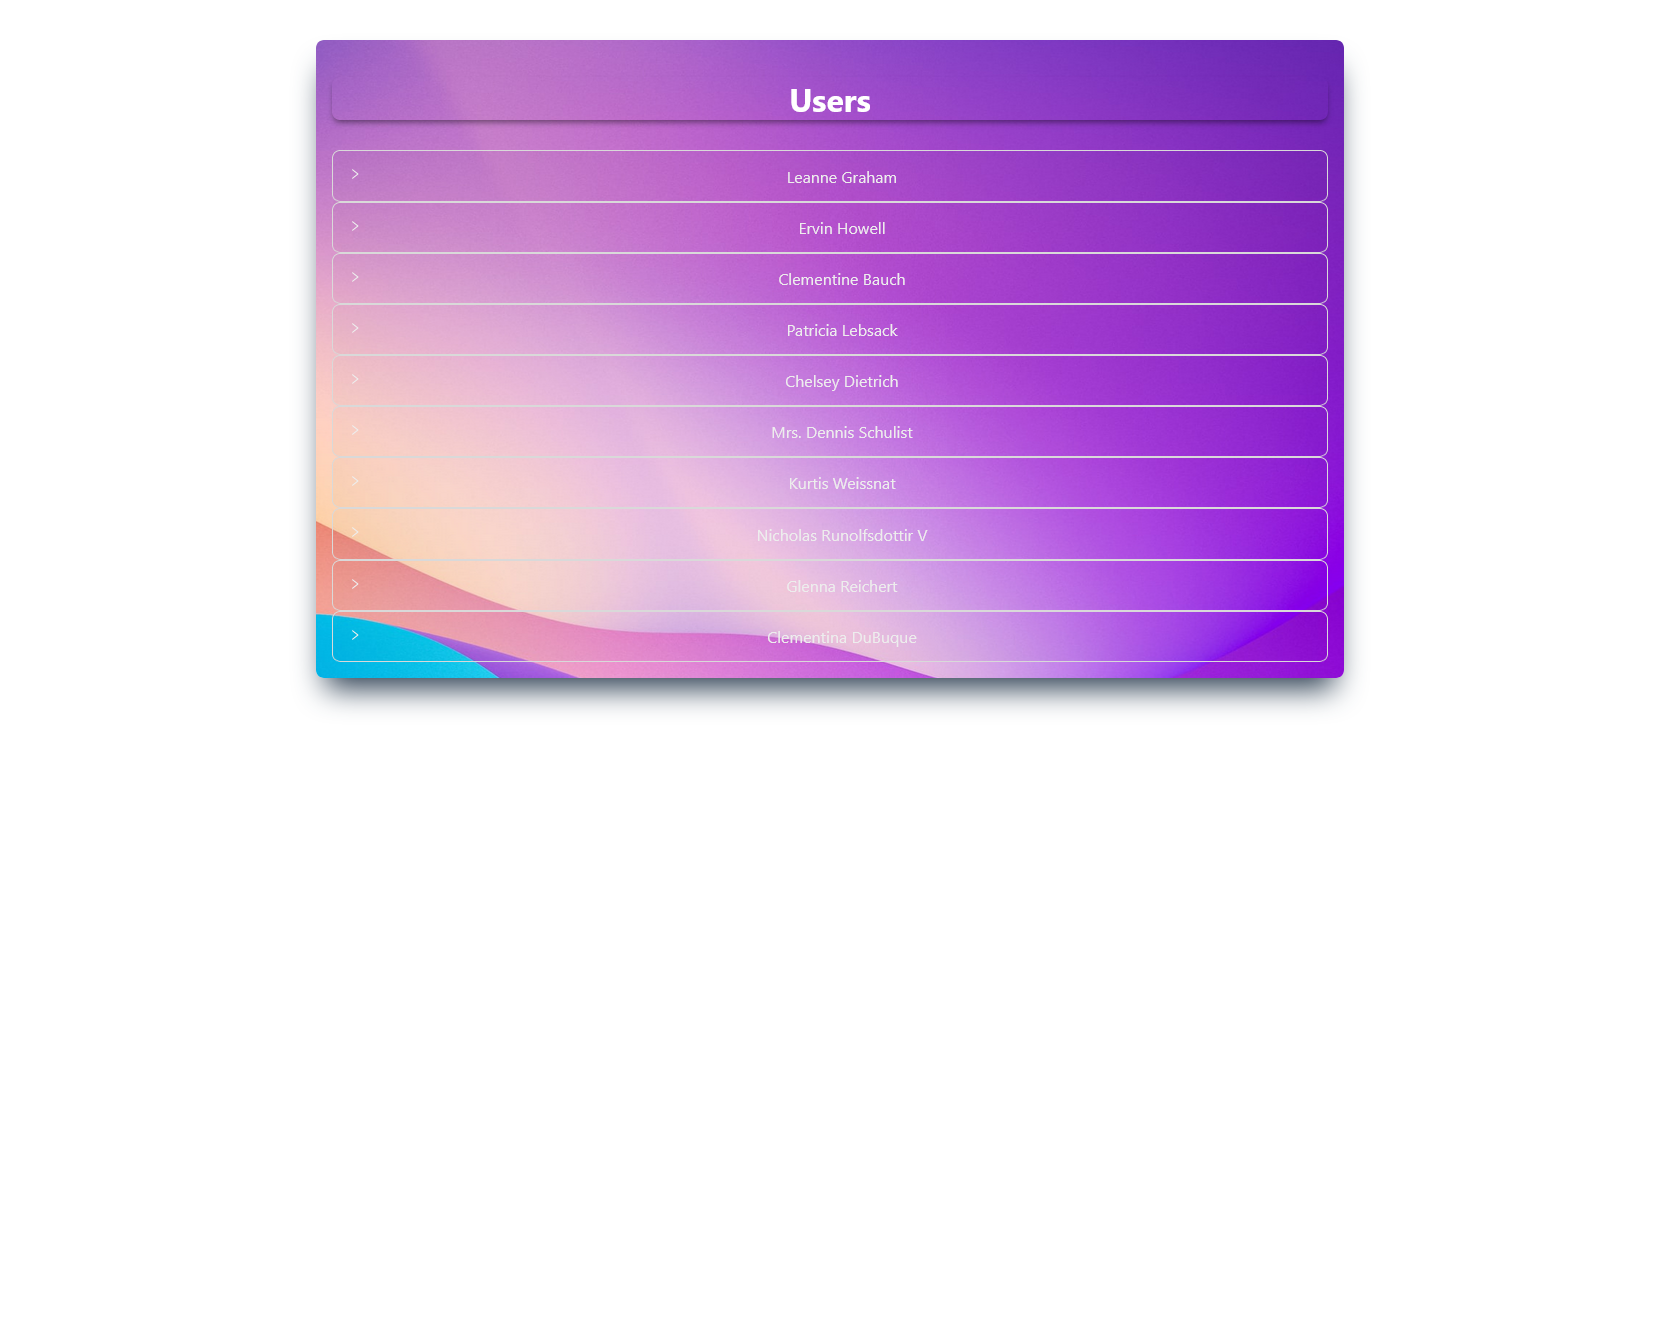 Users
Leanne Graham
Ervin Howell
Clementine Bauch
Patricia Lebsack
Chelsey Dietrich
Mrs. Dennis Schulist
Kurtis Weissnat
Nicholas Runolfsdottir V
Glenna Reichert
Clementina DuBuque